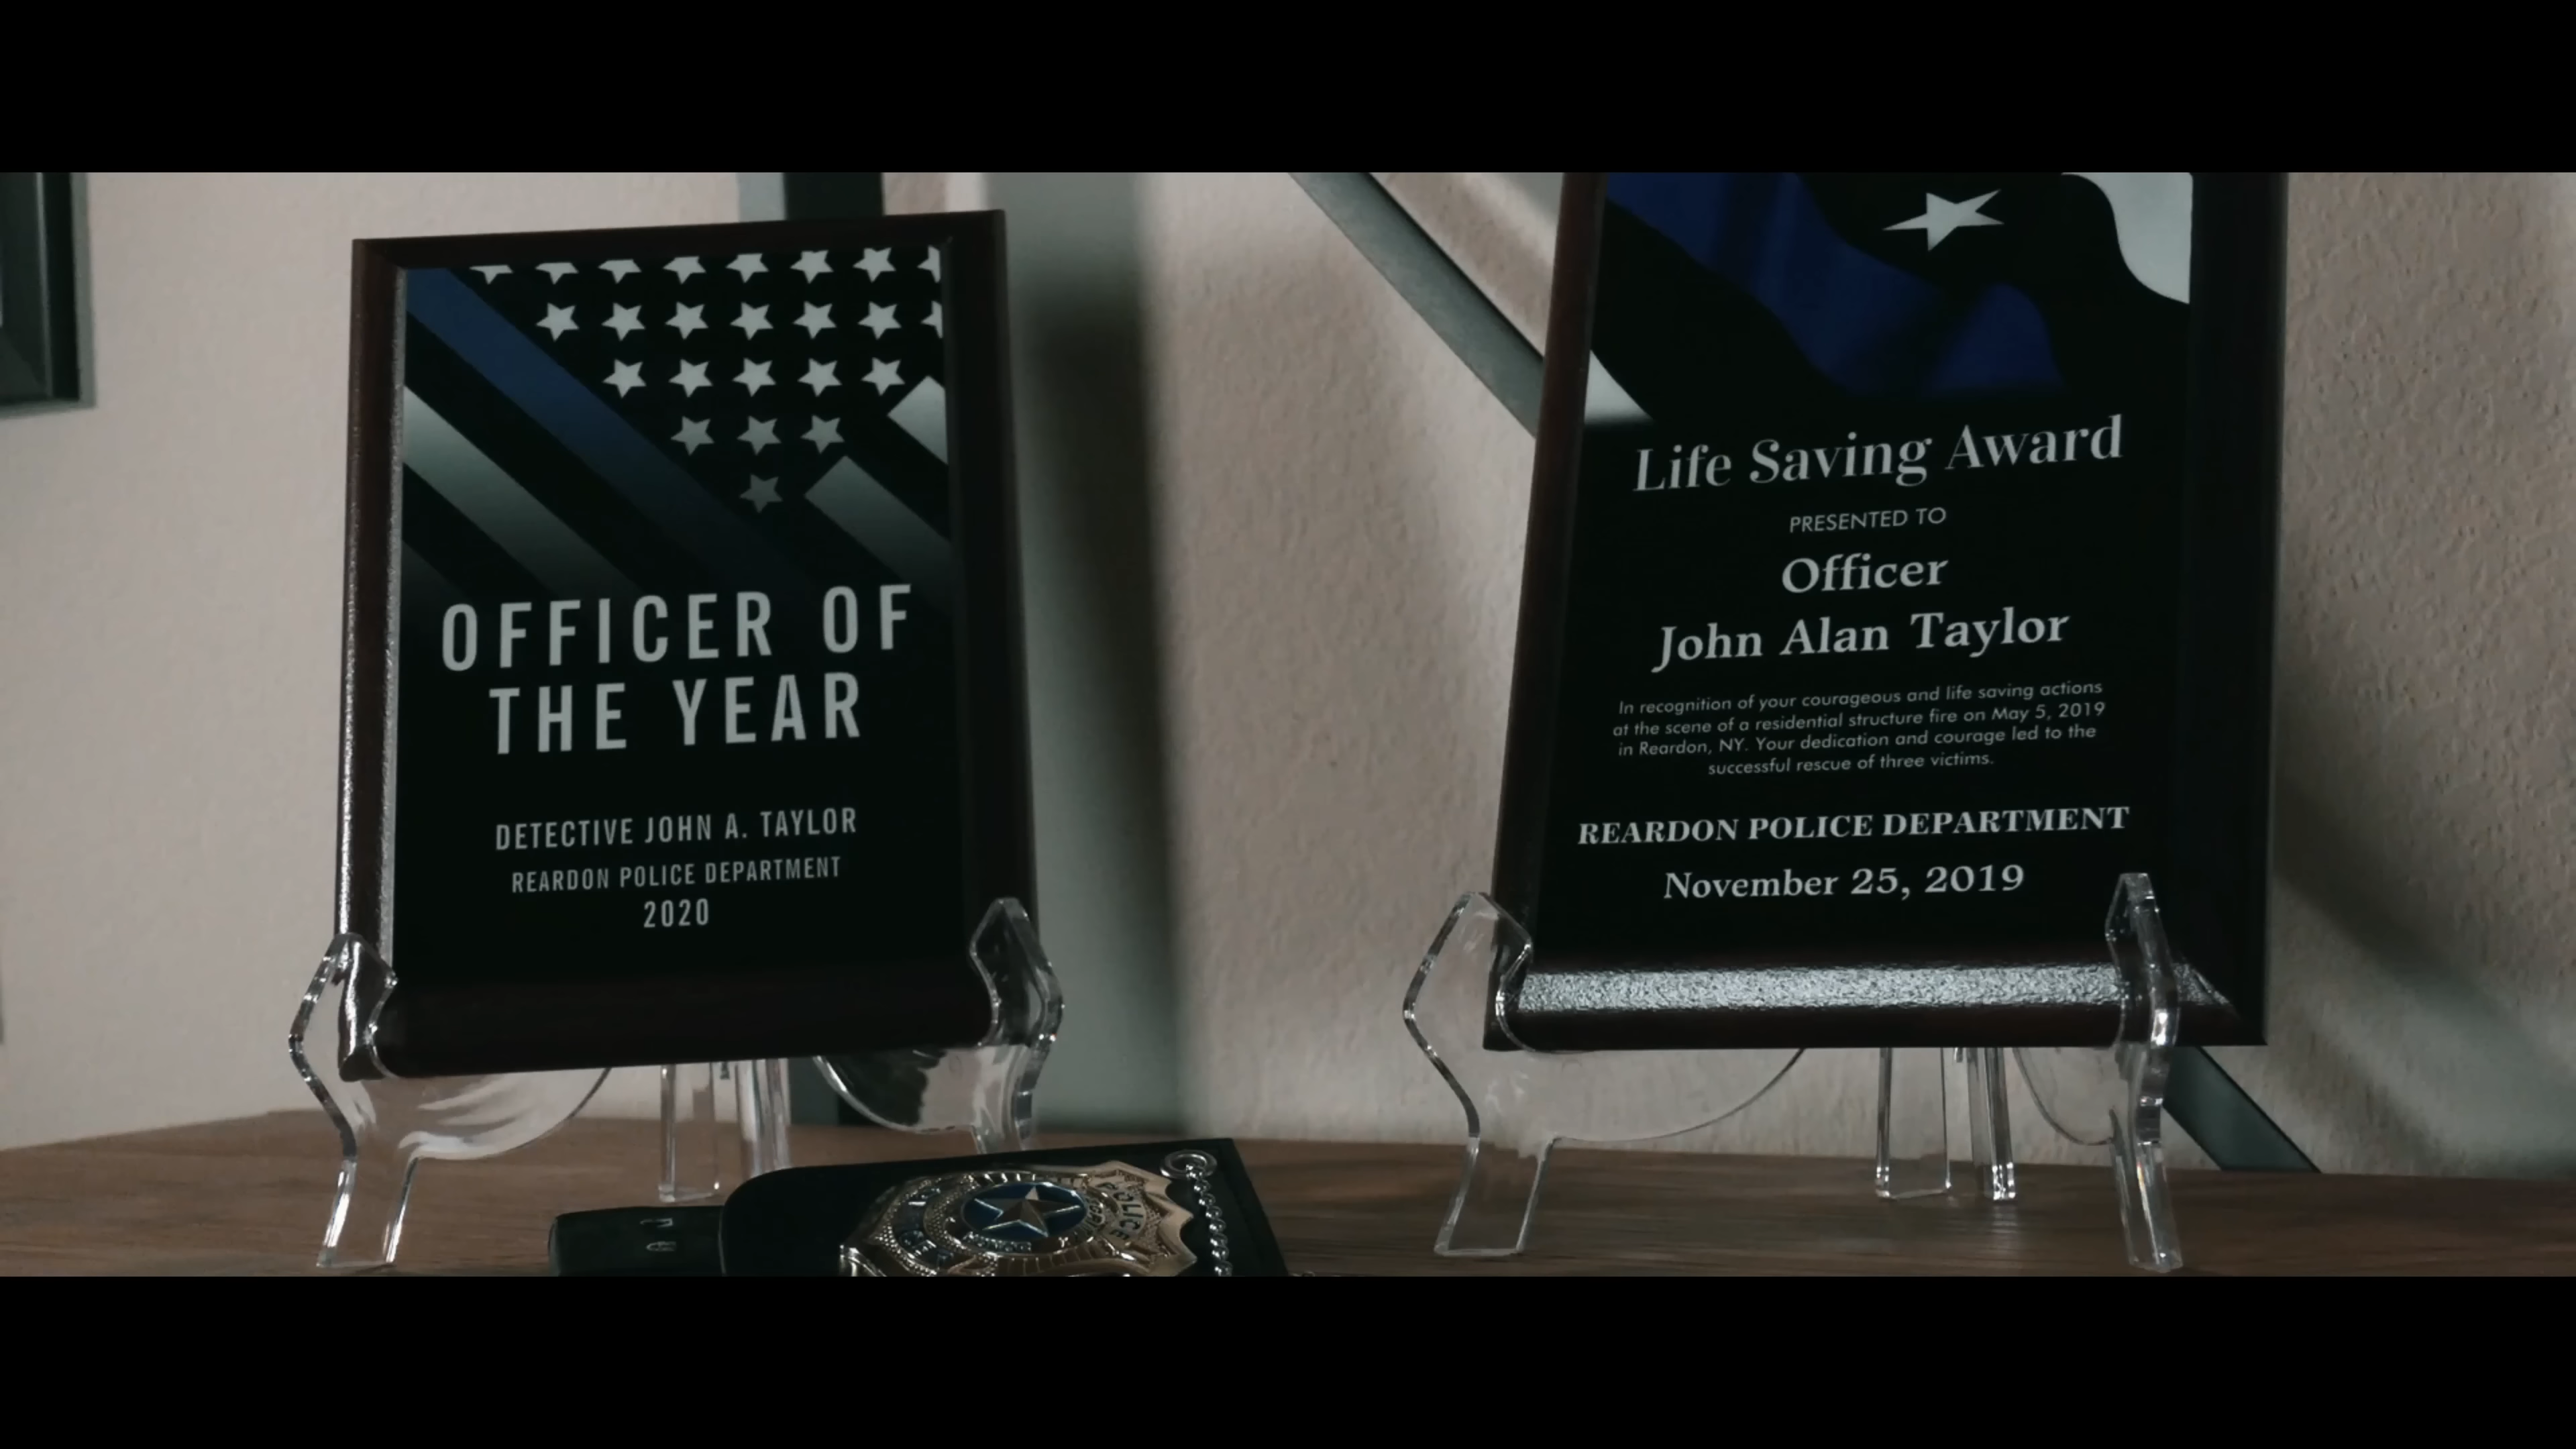 OFFICER OF
THE YEAR
DETECTIVE JOHN A. TAYLOR
REARDON POLICE DEPARTMENT
2020
Life Saving Award
PRESENTED TO
Officer
John Alan Taylor
In recognition of your courageous and life saving actions
at the scene of a residential structure fire on May 5, 2019
in Reardon, NY. Your dedication and courage led to the
successful rescue of three victims.
REARDON POLICE DEPARTMENT
November 25, 2019
POLICE